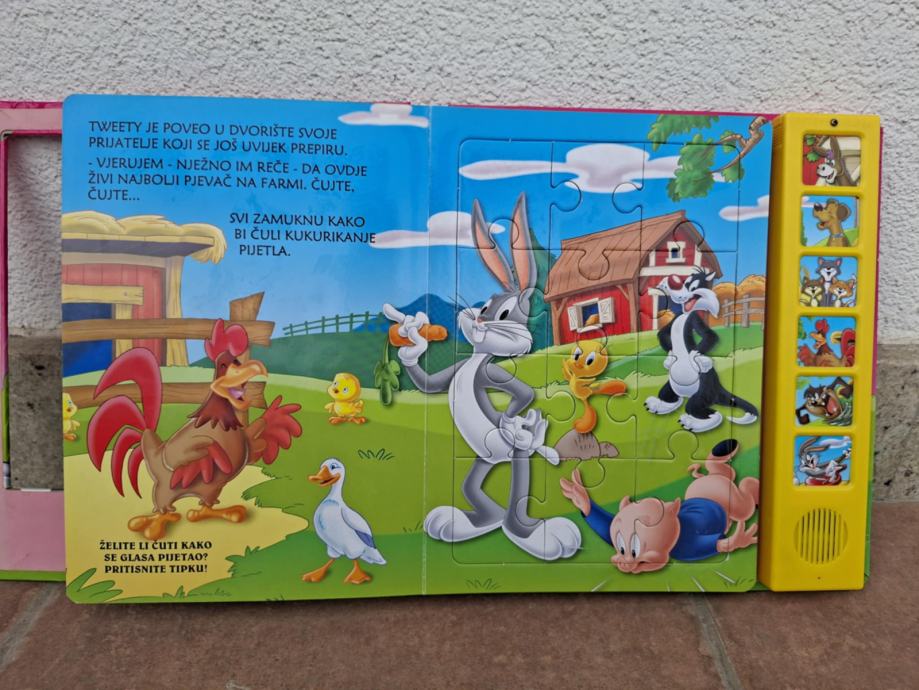 TWEETY JE POVEO U DVORIŠTE SVOJE
PRIJATELJE KOJI SE JOŠ UVIJEK PREPIRU.
- VJERUJEM - NJEŽNO IM REČE - DA OVDJE
ŽIVI NAJBOLJI PJEVAČ NA FARMI. ČUJTE,
ČUJTE...
SVI ZAMUKNU KAKO
BI ČULI KUKURIKANJE
PIJETLA.
ŽELITE LI ČUTI KAKO
SE GLASA PIJETAO?
PRITISNITE TIPKU!